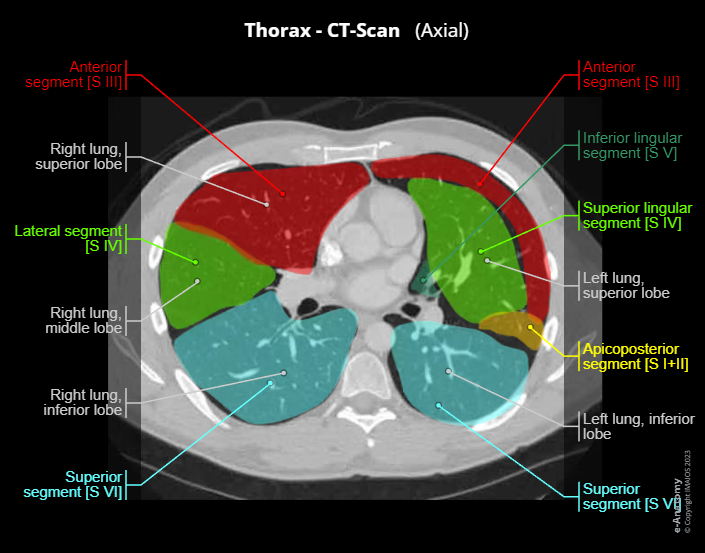 Thorax - CT-Scan (Axial)
Anterior
segment [S III]
Right lung,
superior lobe
Lateral segment
[S IV]
Right lung,
middle lobe
Right lung,
inferior lobe
Superior
segment [S VI]
Anterior
segment [S III]
Inferior lingular
segment [S V]
Superior lingular
segment [S IV]
Left lung,
superior lobe
Apicoposterior
segment [S I+II]
Left lung, inferior
lobe
Superior
segment [S VI]
e-Anatomy
© Copyright IMAIOS 2023